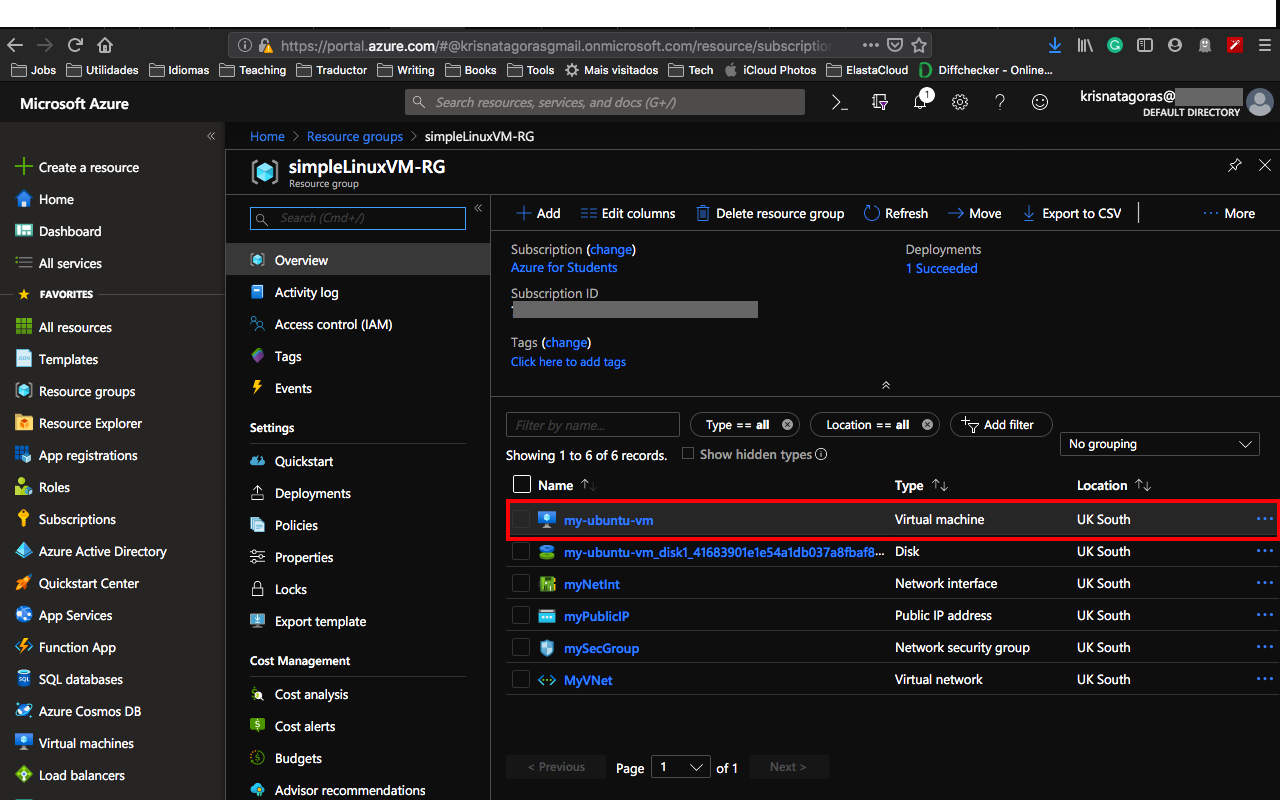 https://portal.azure.com/#@krisnatagorasgmail.onmicrosoft.com/resource/subscription
Jobs Utilidades Idiomas Teaching Traductor Writing Books Tools Mais visitados Tech iCloud Photos ElastaCloud Diffchecker - Online...
Microsoft Azure
Search resources, services, and docs (G+/)
1
krisnatagoras@
DEFAULT DIRECTORY
Create a resource
Home
Dashboard
All services
FAVORITES
All resources
Templates
Resource groups
Resource Explorer
App registrations
Roles
Subscriptions
Azure Active Directory
Quickstart Center
App Services
Function App
SQL databases
Azure Cosmos DB
Virtual machines
Load balancers
Home > Resource groups > simpleLinuxVM-RG
simpleLinuxVM-RG
Resource group
Search (Cmd+/)
Overview
Activity log
Access control (IAM)
Tags
Events
Settings
Quickstart
Deployments
Policies
Properties
Locks
Export template
Cost Management
Cost analysis
Cost alerts
Budgets
Advisor recommendations
Add Edit columns Delete resource group Refresh Move Export to CSV More
Subscription (change)
Azure for Students
Subscription ID
Tags (change)
Click here to add tags
Deployments
1 Succeeded
Filter by name... Type == all Location == all Add filter
Showing 1 to 6 of 6 records. Show hidden types No grouping
Name Type Location
my-ubuntu-vm Virtual machine UK South
my-ubuntu-vm_disk1_41683901e1e54a1db037a8fbaf8... Disk UK South
myNetInt Network interface UK South
myPublicIP Public IP address UK South
mySecGroup Network security group UK South
MyVNet Virtual network UK South
< Previous Page 1 of 1 Next >